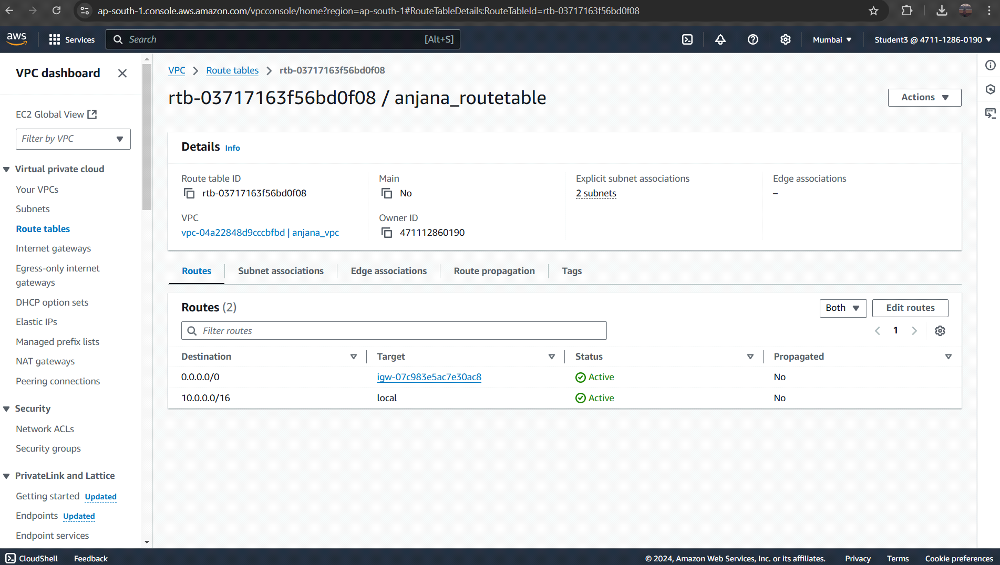 ap-south-1.console.aws.amazon.com/vpcconsole/home?region=ap-south-1#RouteTableDetails:RouteTableId=rtb-03717163f56bd0f08
aws
Services
Search
[Alt+S]
Mumbai
Student3 @ 4711-1286-0190
VPC dashboard
EC2 Global View
Filter by VPC
Virtual private cloud
Your VPCs
Subnets
Route tables
Internet gateways
Egress-only internet
gateways
DHCP option sets
Elastic IPs
Managed prefix lists
NAT gateways
Peering connections
Security
Network ACLs
Security groups
PrivateLink and Lattice
Getting started Updated
Endpoints Updated
Endpoint services
VPC > Route tables > rtb-03717163f56bd0f08
rtb-03717163f56bd0f08 / anjana_routetable
Actions
Details Info
Route table ID
rtb-03717163f56bd0f08
Main
No
Explicit subnet associations
2 subnets
Edge associations
–
VPC
vpc-04a22848d9cccbfbd | anjana_vpc
Owner ID
471112860190
Routes
Subnet associations
Edge associations
Route propagation
Tags
Routes (2)
Both
Edit routes
Filter routes
1
Destination Target Status Propagated
0.0.0.0/0 igw-07c983e5ac7e30ac8 Active No
10.0.0.0/16 local Active No
CloudShell
Feedback
© 2024, Amazon Web Services, Inc. or its affiliates.
Privacy
Terms
Cookie preferences